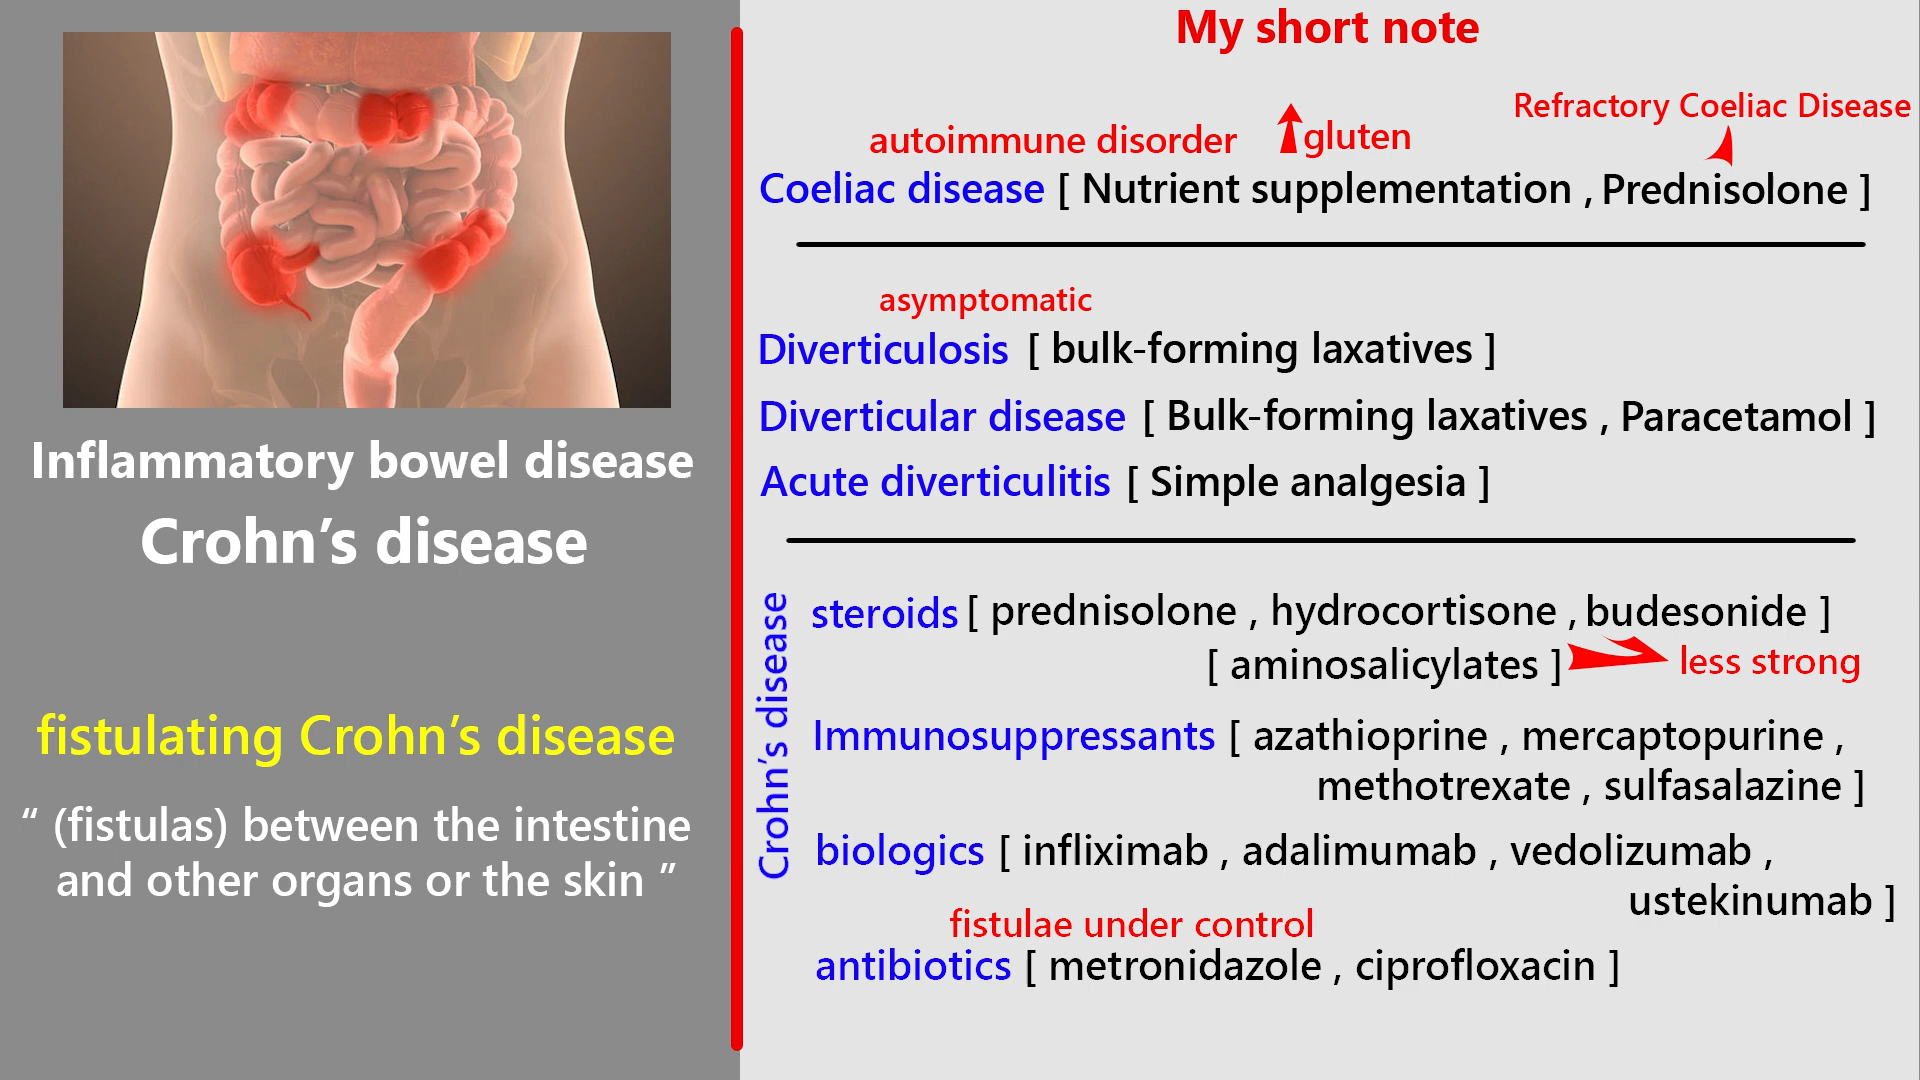 Inflammatory bowel disease
Crohn’s disease
fistulating Crohn’s disease
“ (fistulas) between the intestine
and other organs or the skin ”
My short note
Refractory Coeliac Disease
autoimmune disorder gluten
Coeliac disease [ Nutrient supplementation , Prednisolone ]
asymptomatic
Diverticulosis [ bulk-forming laxatives ]
Diverticular disease [ Bulk-forming laxatives , Paracetamol ]
Acute diverticulitis [ Simple analgesia ]
Crohn’s disease
steroids [ prednisolone , hydrocortisone , budesonide ]
[ aminosalicylates ] less strong
Immunosuppressants [ azathioprine , mercaptopurine ,
methotrexate , sulfasalazine ]
biologics [ infliximab , adalimumab , vedolizumab ,
ustekinumab ]
fistulae under control
antibiotics [ metronidazole , ciprofloxacin ]